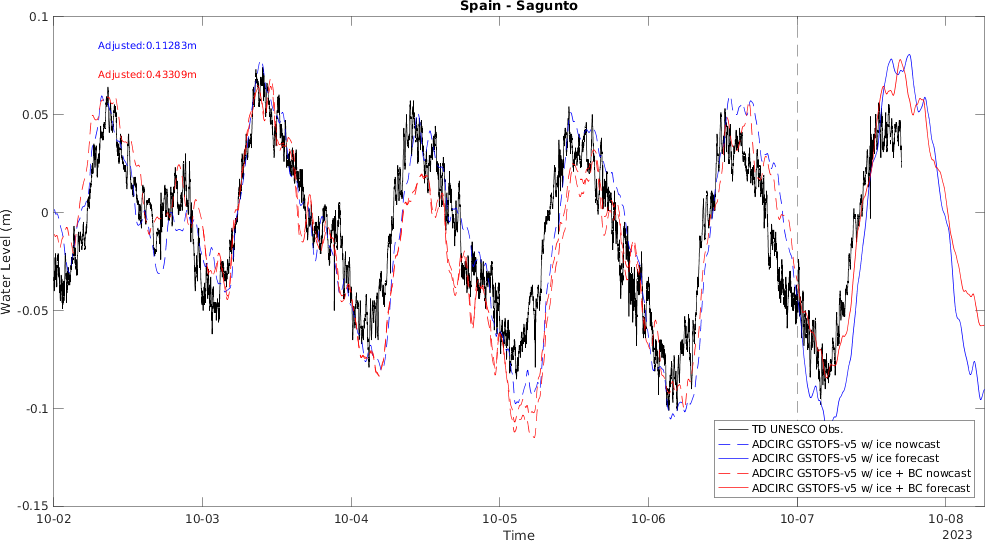 Spain - Sagunto
0.1
Adjusted:0.11283m
Adjusted:0.43309m
0.05
0
-0.05
-0.1
-0.15
Water Level (m)
TD UNESCO Obs.
ADCIRC GSTOFS-v5 w/ ice nowcast
ADCIRC GSTOFS-v5 w/ ice forecast
ADCIRC GSTOFS-v5 w/ ice + BC nowcast
ADCIRC GSTOFS-v5 w/ ice + BC forecast
10-02 10-03 10-04 10-05 10-06 10-07 10-08
Time
2023